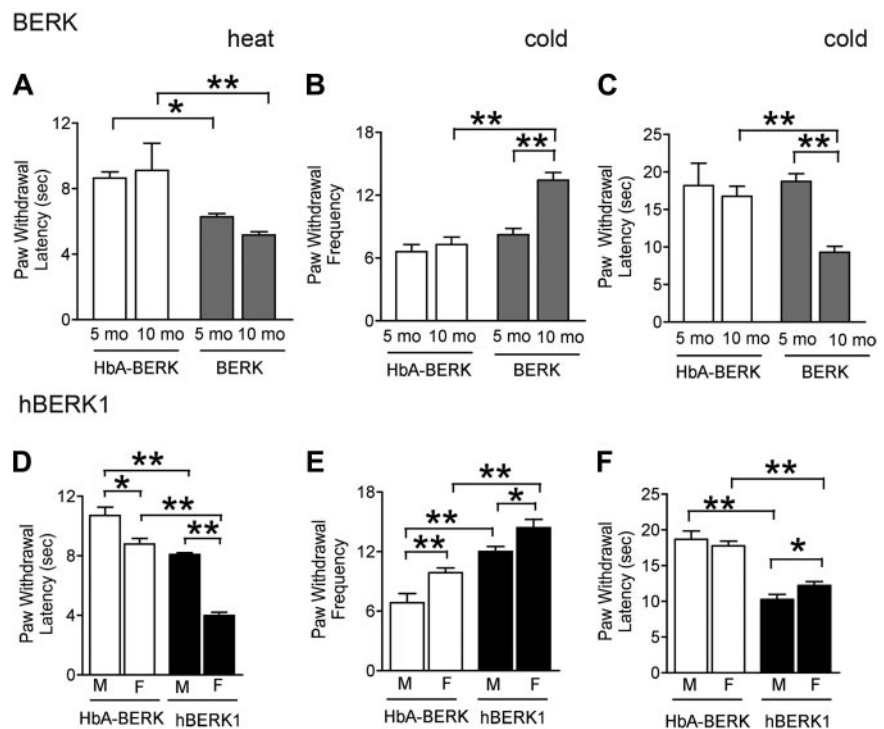 BERK
heat
cold
cold
A
B
C
* **
** **
** **
Paw Withdrawal
Latency (sec)
12
8
4
0
5 mo 10 mo 5 mo 10 mo
HbA-BERK BERK
Paw Withdrawal
Frequency
18
12
6
0
5 mo 10 mo 5 mo 10 mo
HbA-BERK BERK
Paw Withdrawal
Latency (sec)
25
20
15
10
5
0
5 mo 10 mo 5 mo 10 mo
HbA-BERK BERK
hBERK1
D
E
F
** * ** **
** ** ** *
** ** *
Paw Withdrawal
Latency (sec)
12
8
4
0
M F M F
HbA-BERK hBERK1
Paw Withdrawal
Frequency
18
12
6
0
M F M F
HbA-BERK hBERK1
Paw Withdrawal
Latency (sec)
25
20
15
10
5
0
M F M F
HbA-BERK hBERK1